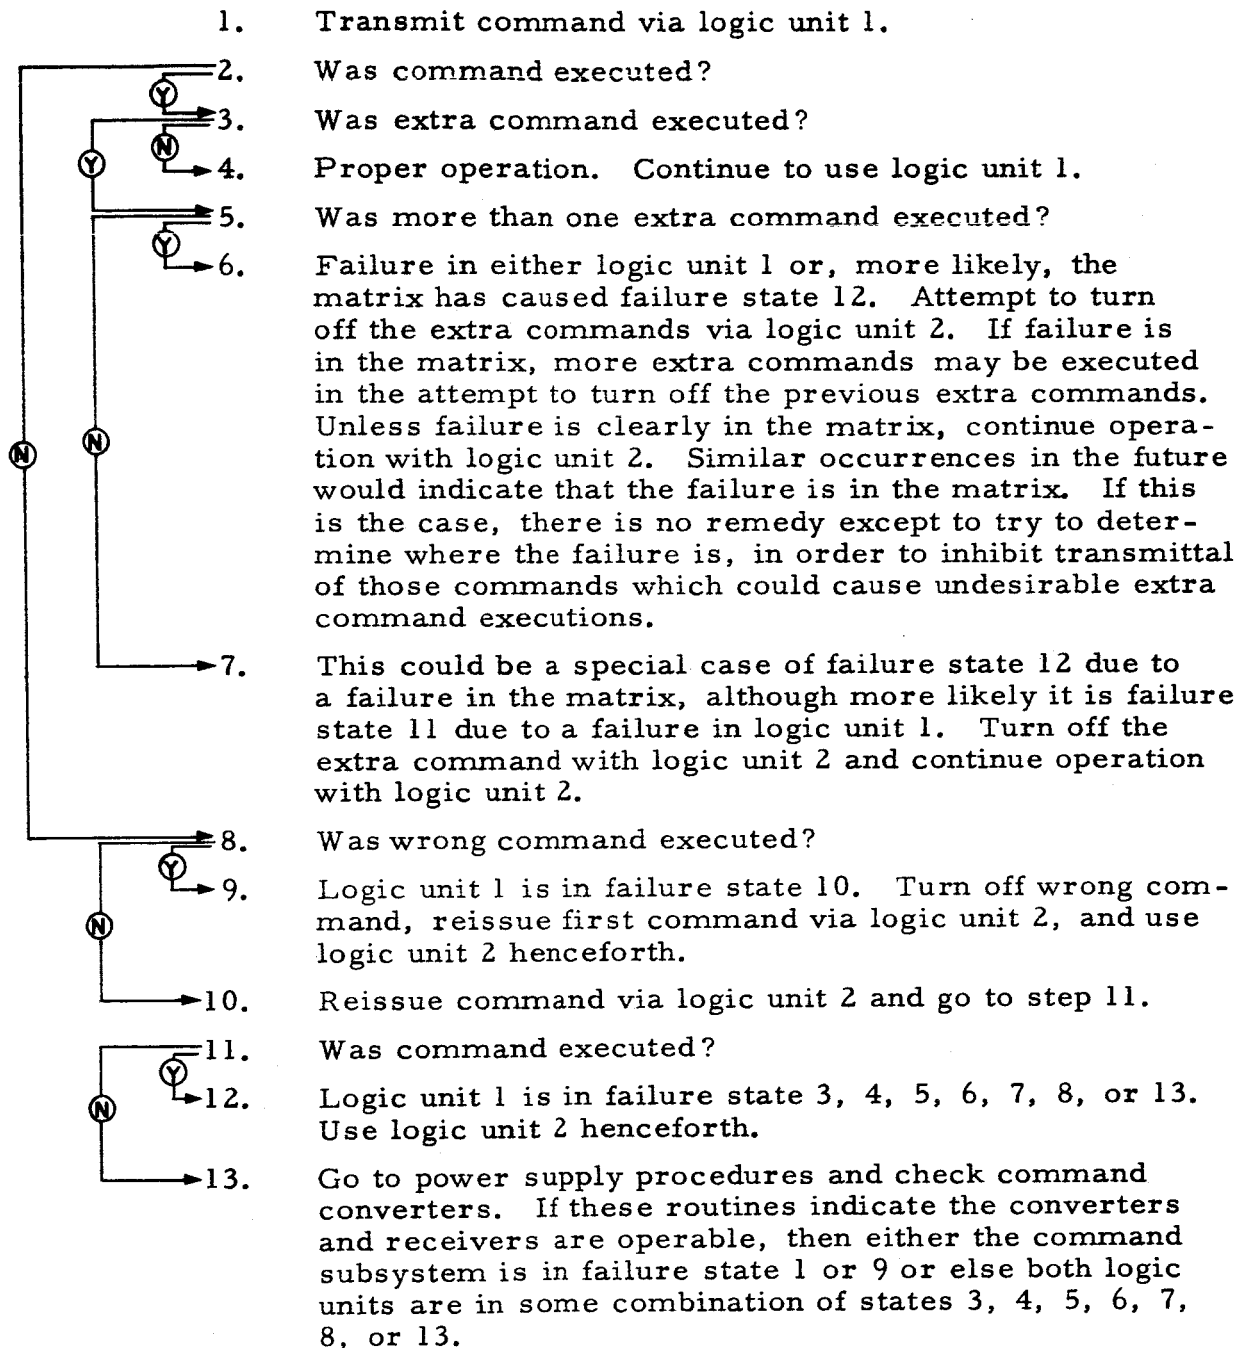 1. Transmit command via logic unit 1.
2. Was command executed?
Y
3. Was extra command executed?
N
Y
4. Proper operation. Continue to use logic unit 1.
5. Was more than one extra command executed?
Y
6. Failure in either logic unit 1 or, more likely, the
matrix has caused failure state 12. Attempt to turn
off the extra commands via logic unit 2. If failure is
in the matrix, more extra commands may be executed
in the attempt to turn off the previous extra commands.
Unless failure is clearly in the matrix, continue opera-
N
N
tion with logic unit 2. Similar occurrences in the future
would indicate that the failure is in the matrix. If this
is the case, there is no remedy except to try to deter-
mine where the failure is, in order to inhibit transmittal
of those commands which could cause undesirable extra
command executions.
7. This could be a special case of failure state 12 due to
a failure in the matrix, although more likely it is failure
state 11 due to a failure in logic unit 1. Turn off the
extra command with logic unit 2 and continue operation
with logic unit 2.
8. Was wrong command executed?
Y
9. Logic unit 1 is in failure state 10. Turn off wrong com-
mand, reissue first command via logic unit 2, and use
N
logic unit 2 henceforth.
10. Reissue command via logic unit 2 and go to step 11.
11. Was command executed?
Y
12. Logic unit 1 is in failure state 3, 4, 5, 6, 7, 8, or 13.
N
Use logic unit 2 henceforth.
13. Go to power supply procedures and check command
converters. If these routines indicate the converters
and receivers are operable, then either the command
subsystem is in failure state 1 or 9 or else both logic
units are in some combination of states 3, 4, 5, 6, 7,
8, or 13.